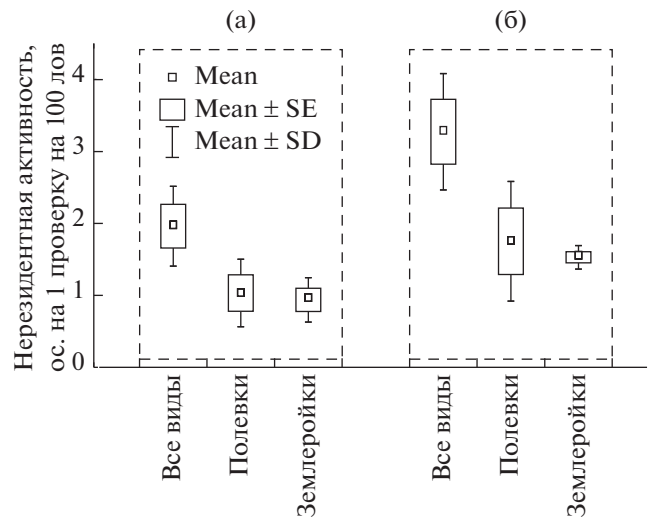 (а)
(б)
Нерезидентная активность,
ос. на 1 проверку на 100 лов
4
3
2
1
0
Mean
Mean ± SE
Mean ± SD
Все виды
Полевки
Землеройки
Все виды
Полевки
Землеройки